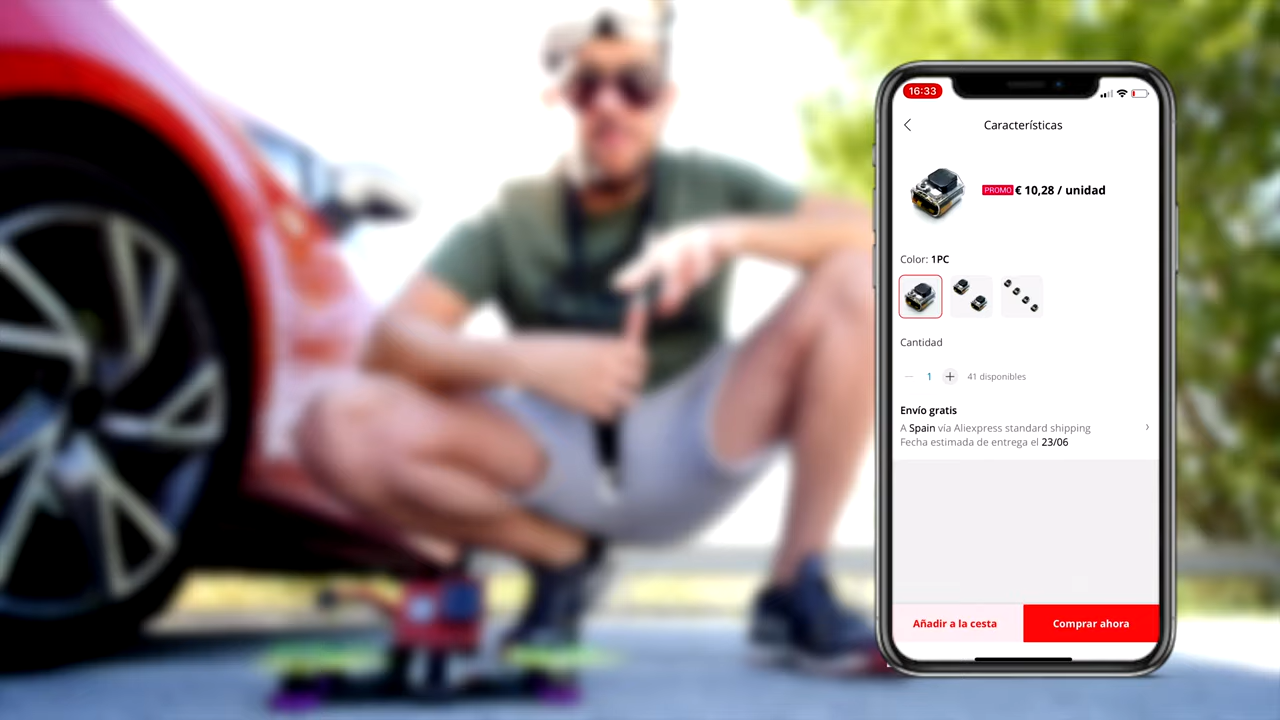 16:33
Características
PROMO € 10,28 / unidad
Color: 1PC
Cantidad
1
41 disponibles
Envío gratis
A Spain vía Aliexpress standard shipping
Fecha estimada de entrega el 23/06
Añadir a la cesta
Comprar ahora